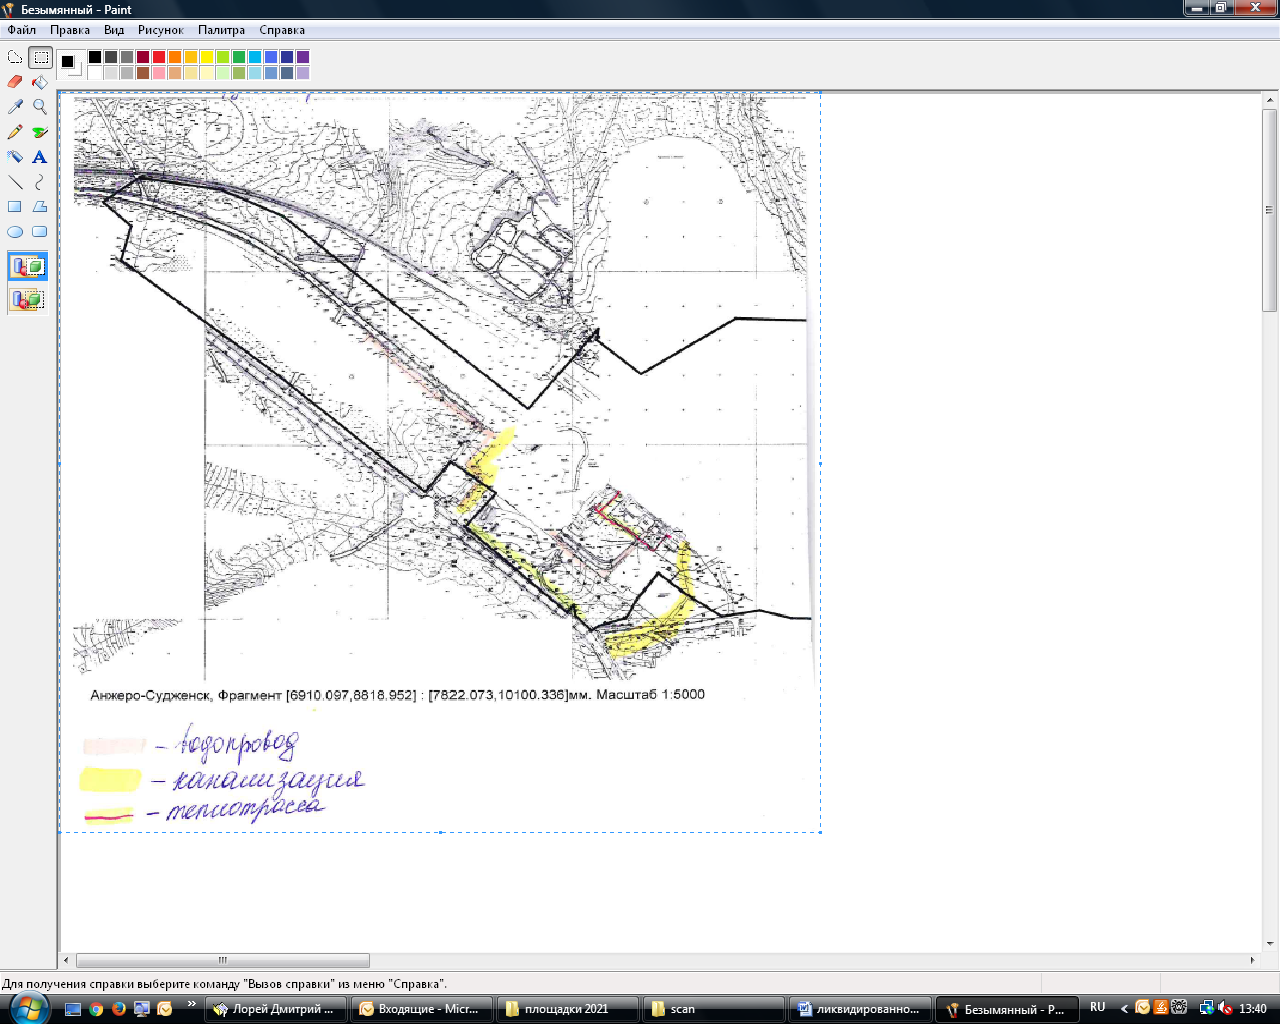 Безымянный - Paint
Файл Правка Вид Рисунок Палитра Справка
Анжеро-Судженск, Фрагмент [6910.097,8818.952] : [7822.073,10100.336]мм. Масштаб 1:5000
– водопровод
– канализация
– теплотрасса
Для получения справки выберите команду "Вызов справки" из меню "Справка".
Лорей Дмитрий ...
Входящие - Micr...
площадки 2021
scan
ликвидированно...
Безымянный - P...
RU
13:40